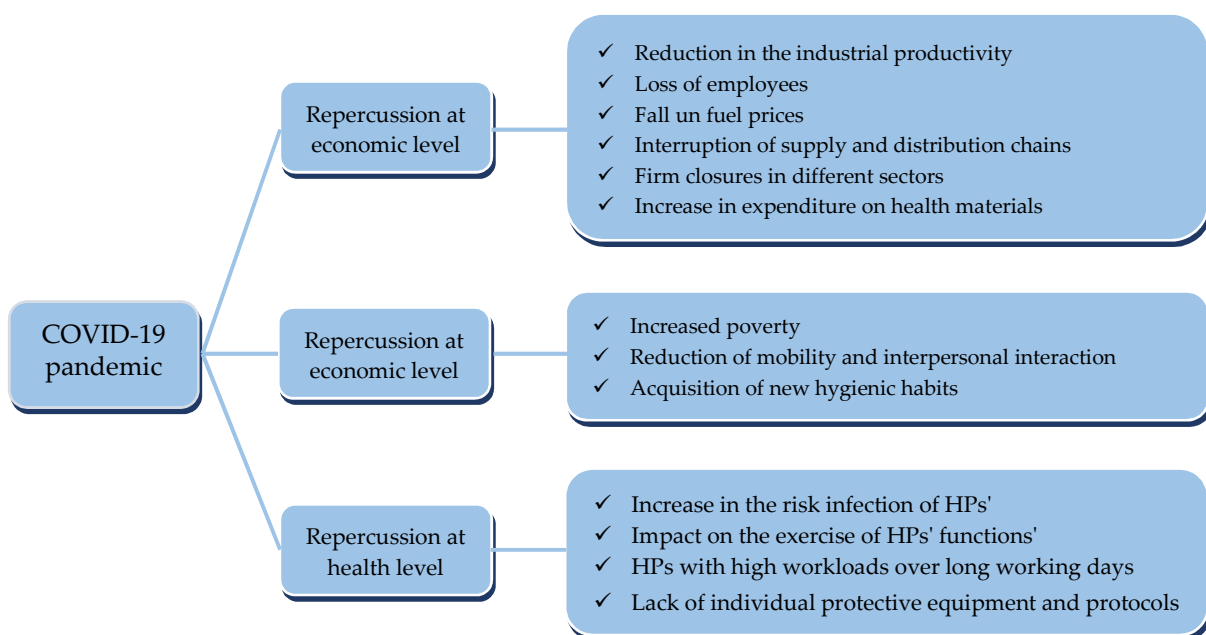 COVID-19
pandemic
Repercussion at
economic level
✓ Reduction in the industrial productivity
✓ Loss of employees
✓ Fall un fuel prices
✓ Interruption of supply and distribution chains
✓ Firm closures in different sectors
✓ Increase in expenditure on health materials
Repercussion at
economic level
✓ Increased poverty
✓ Reduction of mobility and interpersonal interaction
✓ Acquisition of new hygienic habits
Repercussion at
health level
✓ Increase in the risk infection of HPs'
✓ Impact on the exercise of HPs' functions'
✓ HPs with high workloads over long working days
✓ Lack of individual protective equipment and protocols